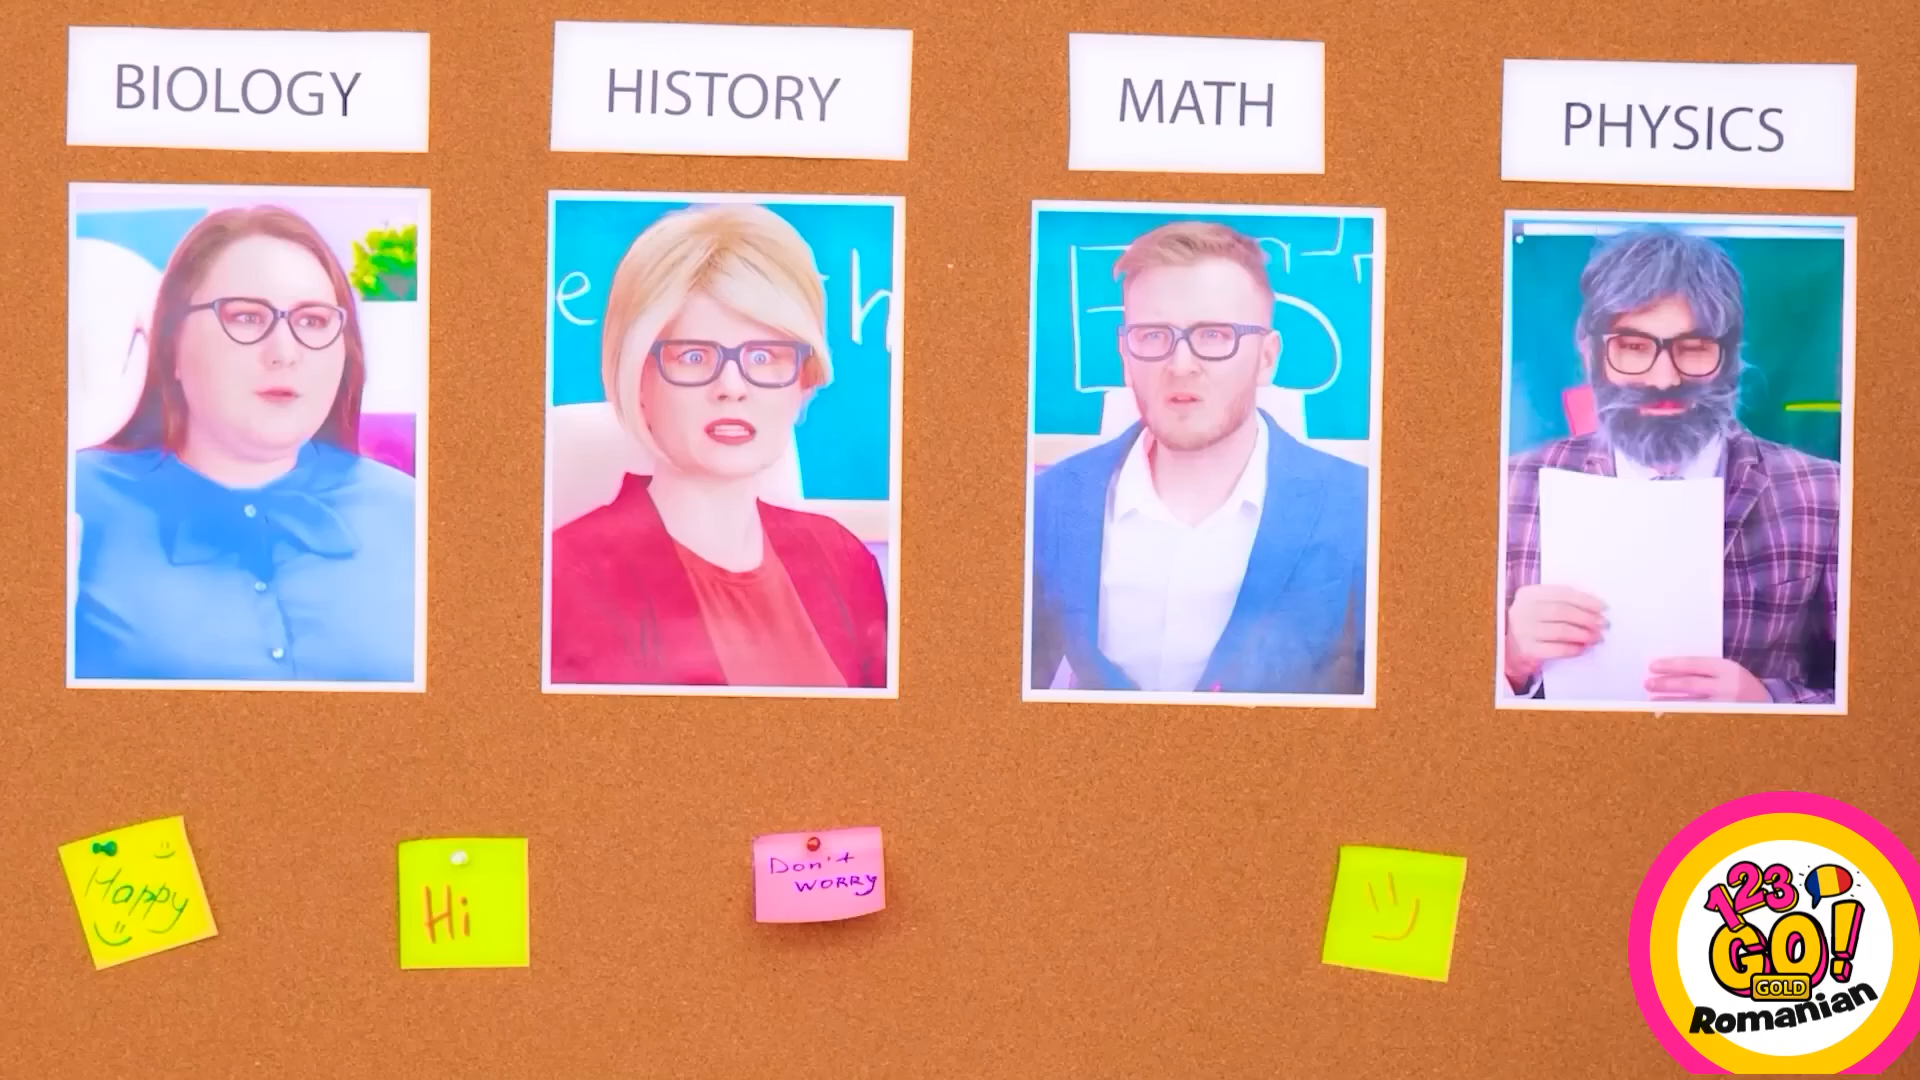 BIOLOGY
HISTORY
MATH
PHYSICS
e
h
Happy
Hi
Don't
WORRY
123
GO!
GOLD
Romanian